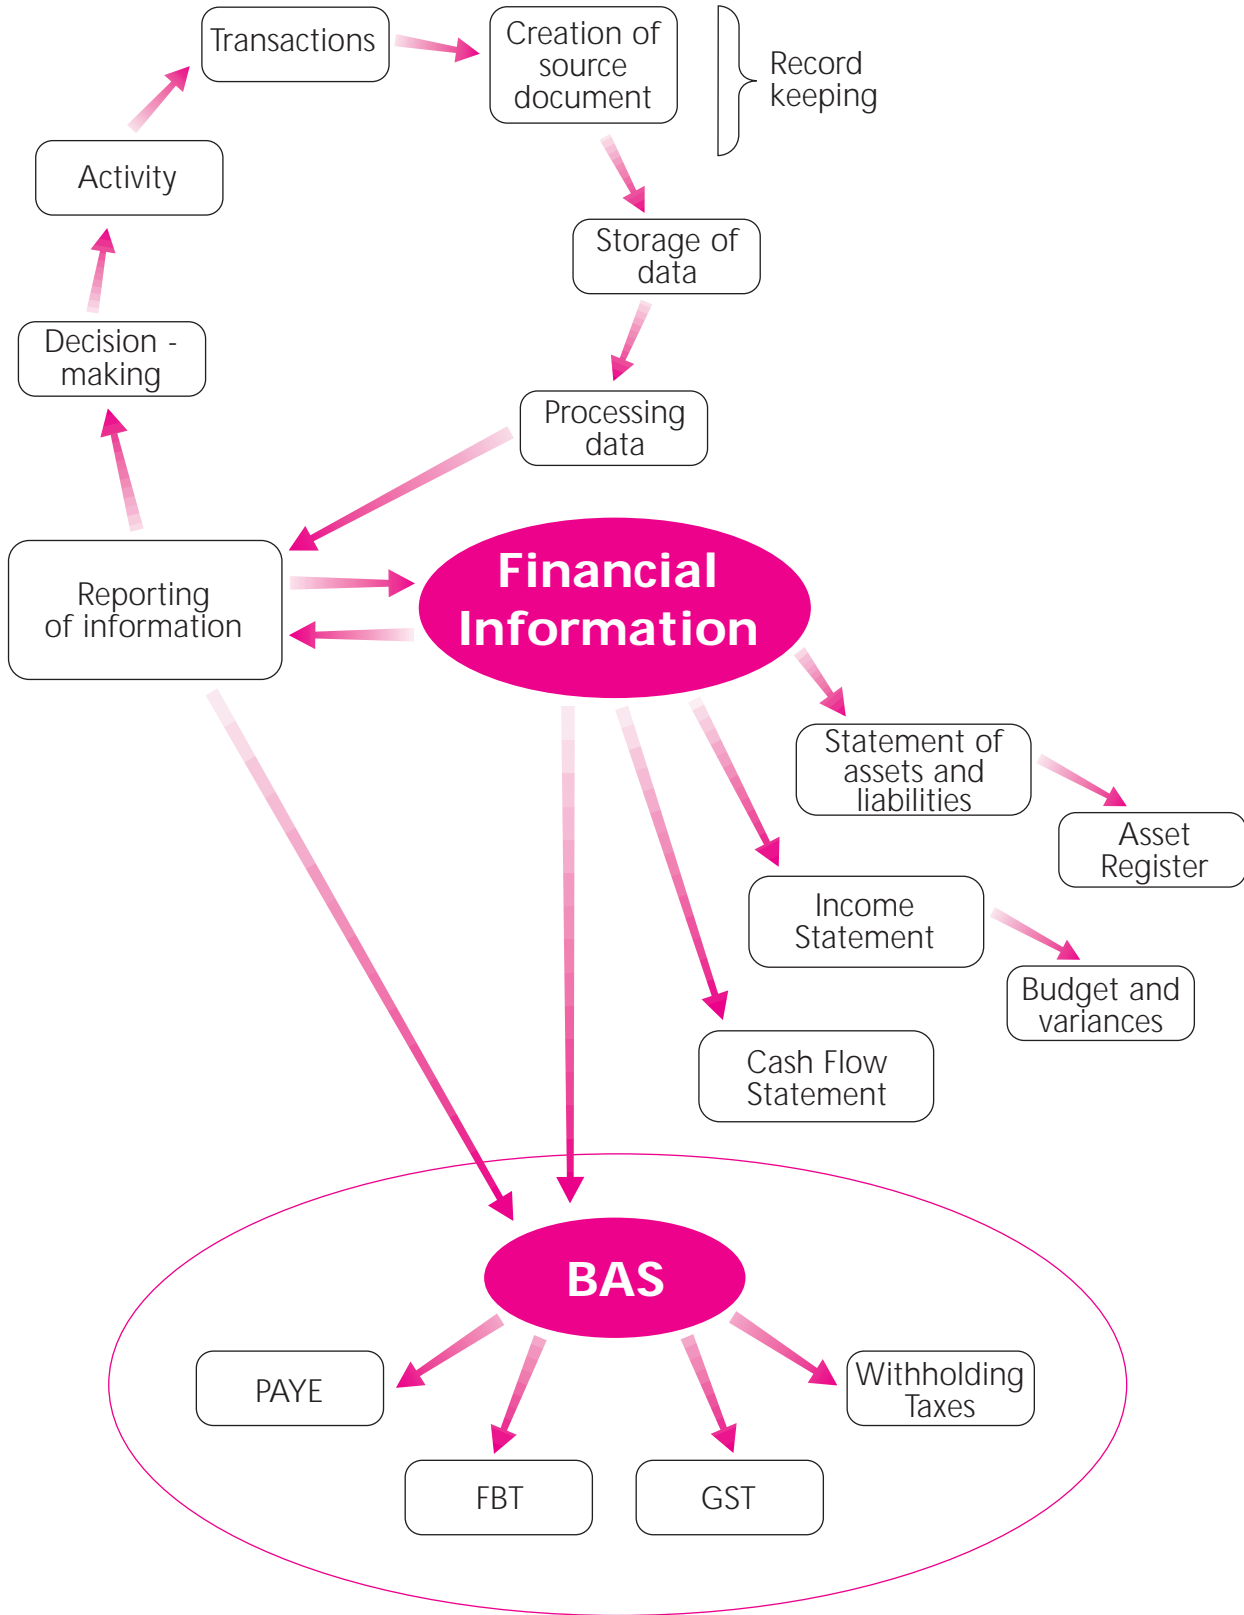 Transactions
Creation of
source
document
Record
keeping
Activity
Storage of
data
Decision -
making
Processing
data
Reporting
of information
Financial
Information
Statement of
assets and
liabilities
Asset
Register
Income
Statement
Budget and
variances
Cash Flow
Statement
BAS
PAYE
Withholding
Taxes
FBT
GST